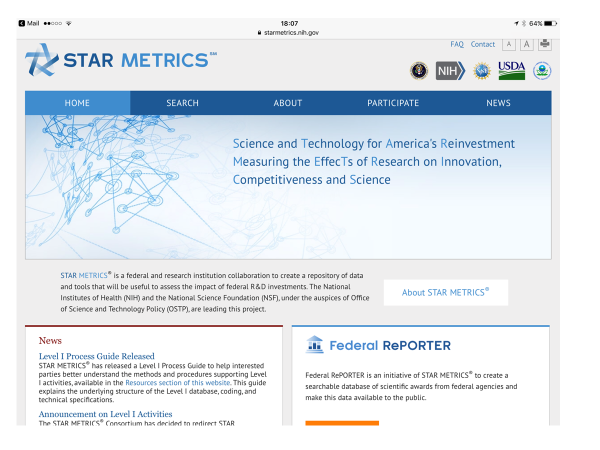 Mail
18:07
64%
starmetrics.nih.gov
FAQ Contact A A
STAR METRICS℠
NIH USDA
HOME SEARCH ABOUT PARTICIPATE NEWS
Science and Technology for America's Reinvestment
Measuring the EffecTs of Research on Innovation,
Competitiveness and Science
STAR METRICS® is a federal and research institution collaboration to create a repository of data
and tools that will be useful to assess the impact of federal R&D investments. The National
Institutes of Health (NIH) and the National Science Foundation (NSF), under the auspices of Office
of Science and Technology Policy (OSTP), are leading this project.
About STAR METRICS®
News
Level I Process Guide Released
STAR METRICS® has released a Level I Process Guide to help interested
parties better understand the methods and procedures supporting Level
I activities, available in the Resources section of this website. This guide
explains the underlying structure of the Level I database, coding, and
technical specifications.
Announcement on Level I Activities
The STAR METRICS® Consortium has decided to redirect STAR
Federal RePORTER
Federal RePORTER is an initiative of STAR METRICS® to create a
searchable database of scientific awards from federal agencies and
make this data available to the public.